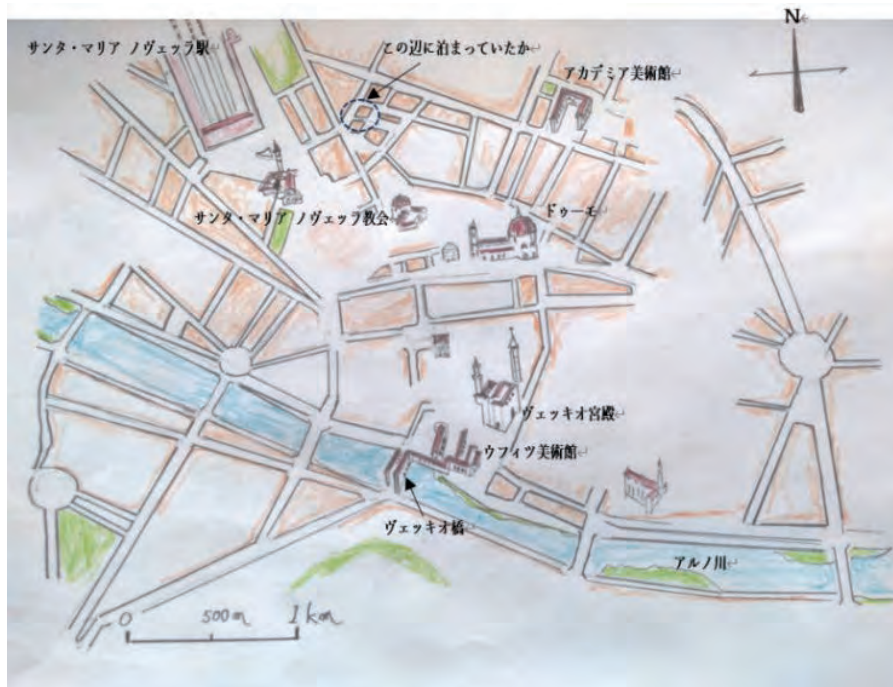 N
サンタ・マリア ノヴェッラ駅
この辺に泊まっていたか
アカデミア美術館
サンタ・マリア ノヴェッラ教会
ドゥーモ
ヴェッキオ宮殿
ウフィツ美術館
ヴェッキオ橋
アルノ川
0 500m 1km